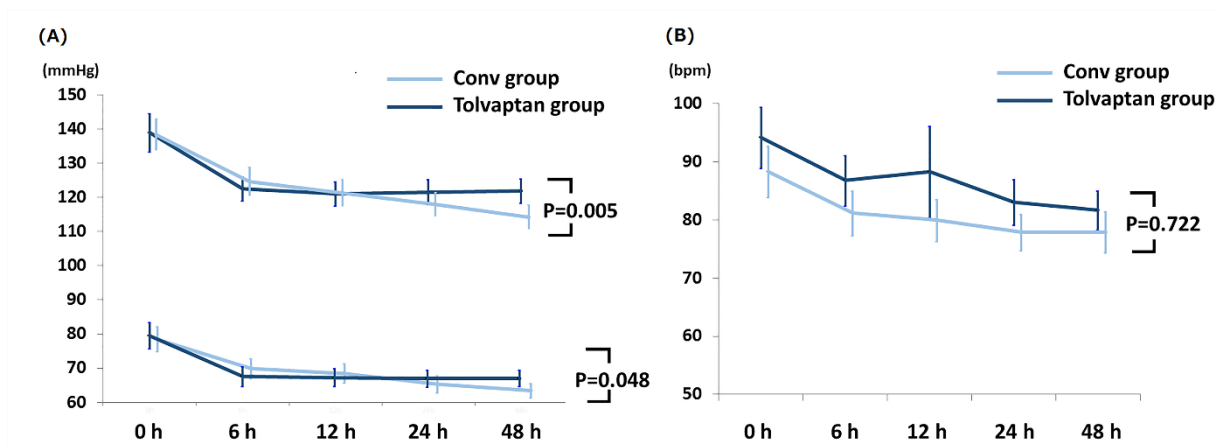 (A)
(mmHg)
Conv group
Tolvaptan group
150
140
130
120
110
100
90
80
70
60
P=0.005
P=0.048
0 h
6 h
12 h
24 h
48 h
(B)
(bpm)
Conv group
Tolvaptan group
100
90
80
70
60
50
P=0.722
0 h
6 h
12 h
24 h
48 h